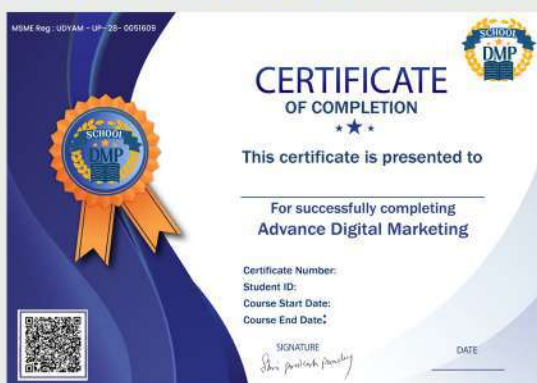 MSME Reg : UDYAM - UP- 28- 0051609
SCHOOL
DMP
CERTIFICATE
OF COMPLETION
This certificate is presented to
SCHOOL
DMP
For successfully completing
Advance Digital Marketing
Certificate Number:
Student ID:
Course Start Date:
Course End Date:
SIGNATURE
DATE